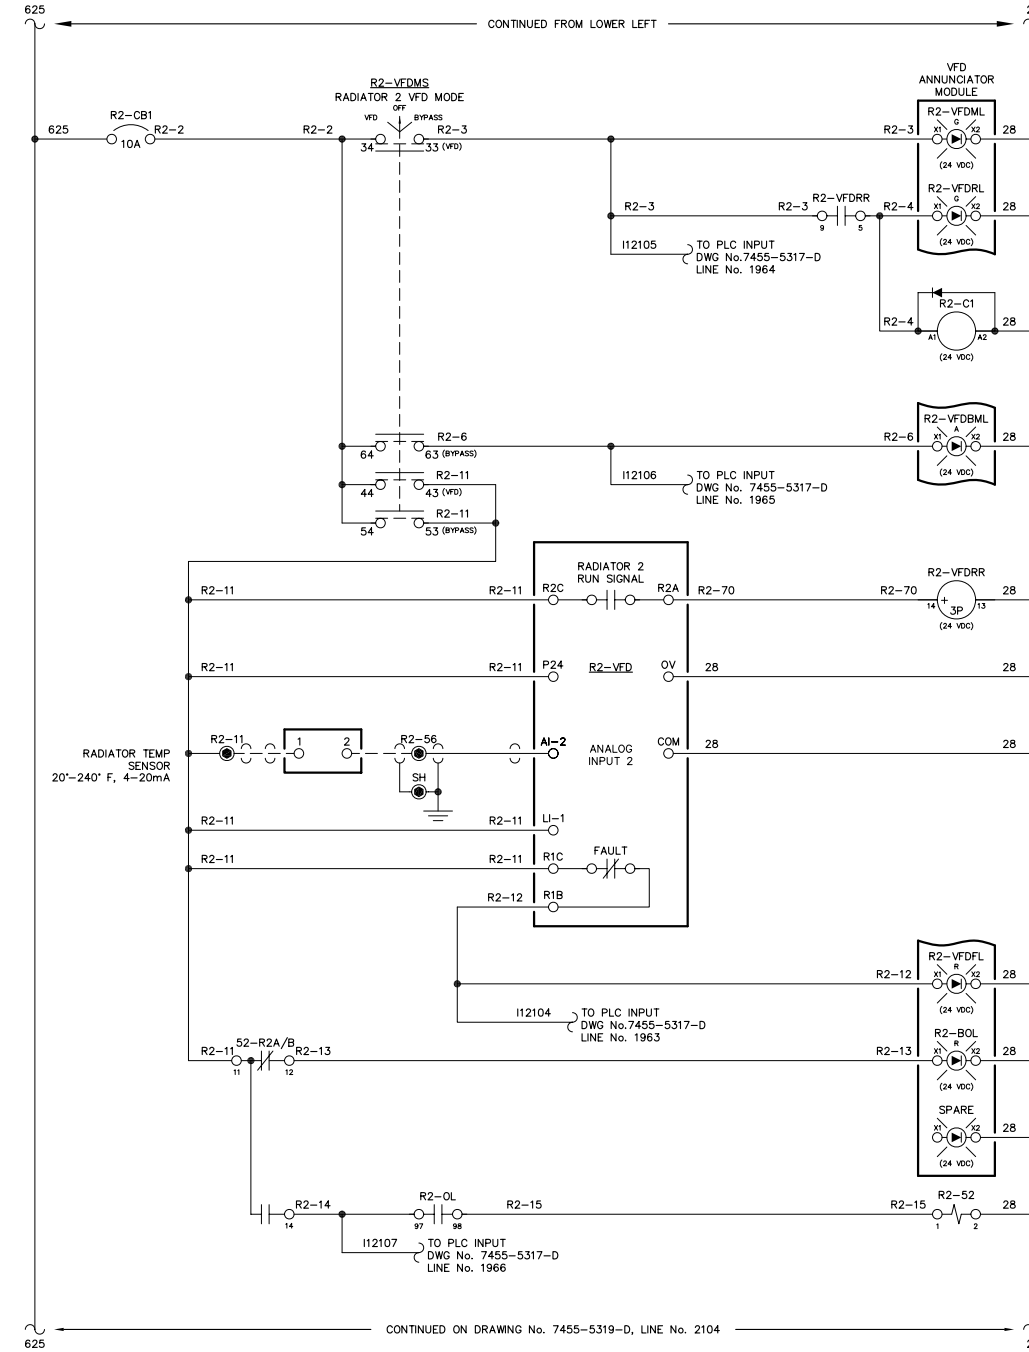 625
2
CONTINUED FROM LOWER LEFT
VFD
ANNUNCIATOR
MODULE
R2-VFDMS
RADIATOR 2 VFD MODE
OFF
VFD BYPASS
R2-CB1
625 R2-2 R2-2 R2-3 R2-3 28
10A
34 33 (VFD)
R2-VFDML
G
X1 X2
(24 VDC)
R2-VFDRR
R2-3 R2-3 R2-4 28
9 5
R2-VFDRL
G
X1 X2
(24 VDC)
I12105 TO PLC INPUT
DWG No.7455-5317-D
LINE No. 1964
R2-C1
R2-4 28
A1 A2
(24 VDC)
R2-VFDBML
A
R2-6 R2-6 X1 X2 28
64 63 (BYPASS)
(24 VDC)
I12106 TO PLC INPUT
DWG No. 7455-5317-D
LINE No. 1965
R2-11
44 43 (VFD)
R2-11
54 53 (BYPASS)
RADIATOR 2
RUN SIGNAL
R2-VFDRR
R2-11 R2-11 R2C R2A R2-70 R2-70 28
14 + 3P 13
(24 VDC)
R2-11 R2-11 P24 R2-VFD OV 28 28
RADIATOR TEMP
SENSOR
20°-240° F, 4-20mA
R2-11 1 2 R2-56 AI-2 ANALOG
INPUT 2
COM 28 28
SH
R2-11 R2-11 LI-1
R2-11 R2-11 R1C FAULT
R2-12 R1B
R2-VFDFL
R
R2-12 X1 X2 28
(24 VDC)
I12104 TO PLC INPUT
DWG No.7455-5317-D
LINE No. 1963
52-R2A/B
R2-11 R2-13 R2-13 28
11 12
R2-BOL
R
X1 X2
(24 VDC)
SPARE
X1 X2 28
(24 VDC)
R2-14 R2-OL R2-15 R2-15 R2-52 28
14 97 98 1 2
I12107 TO PLC INPUT
DWG No. 7455-5317-D
LINE No. 1966
CONTINUED ON DRAWING No. 7455-5319-D, LINE No. 2104
625
2